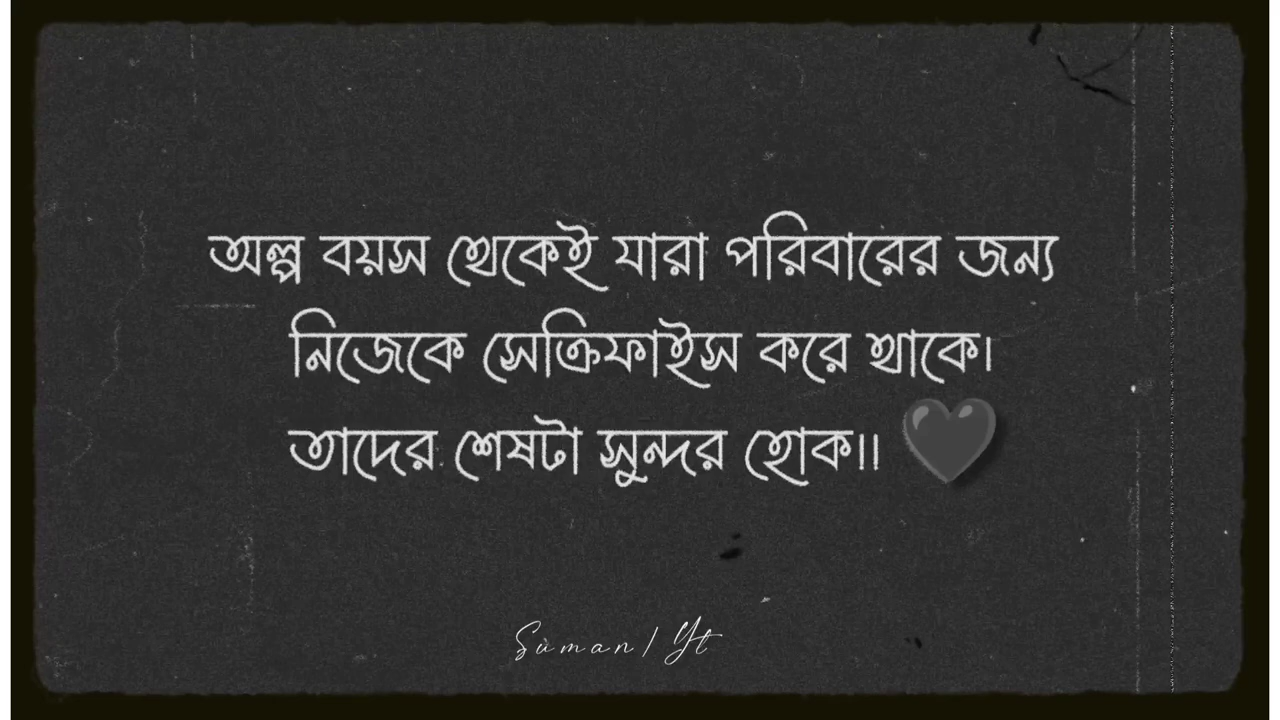 অল্প বয়স থেকেই যারা পরিবারের জন্য
নিজেকে সেক্রিফাইস করে থাকে।
তাদের শেষটা সুন্দর হোক।। 🖤
Suman / Yt